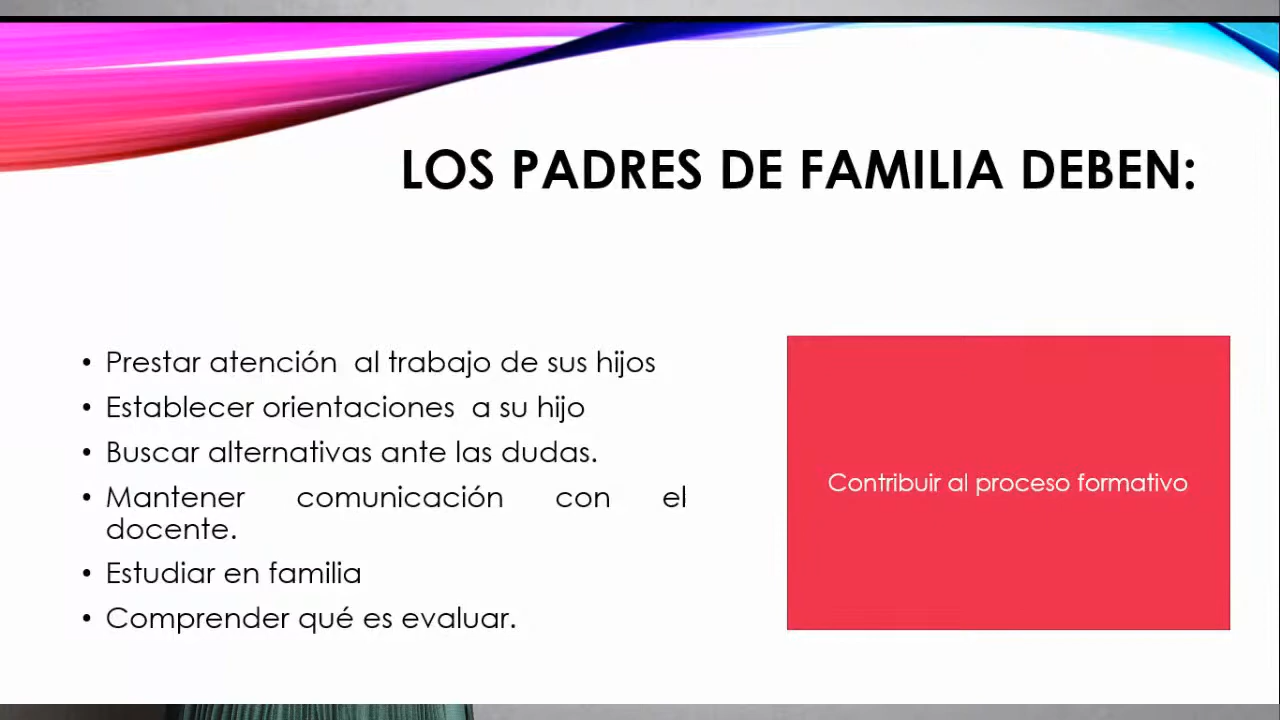 LOS PADRES DE FAMILIA DEBEN:
• Prestar atención al trabajo de sus hijos
• Establecer orientaciones a su hijo
• Buscar alternativas ante las dudas.
• Mantener comunicación con el
docente.
• Estudiar en familia
• Comprender qué es evaluar.
Contribuir al proceso formativo